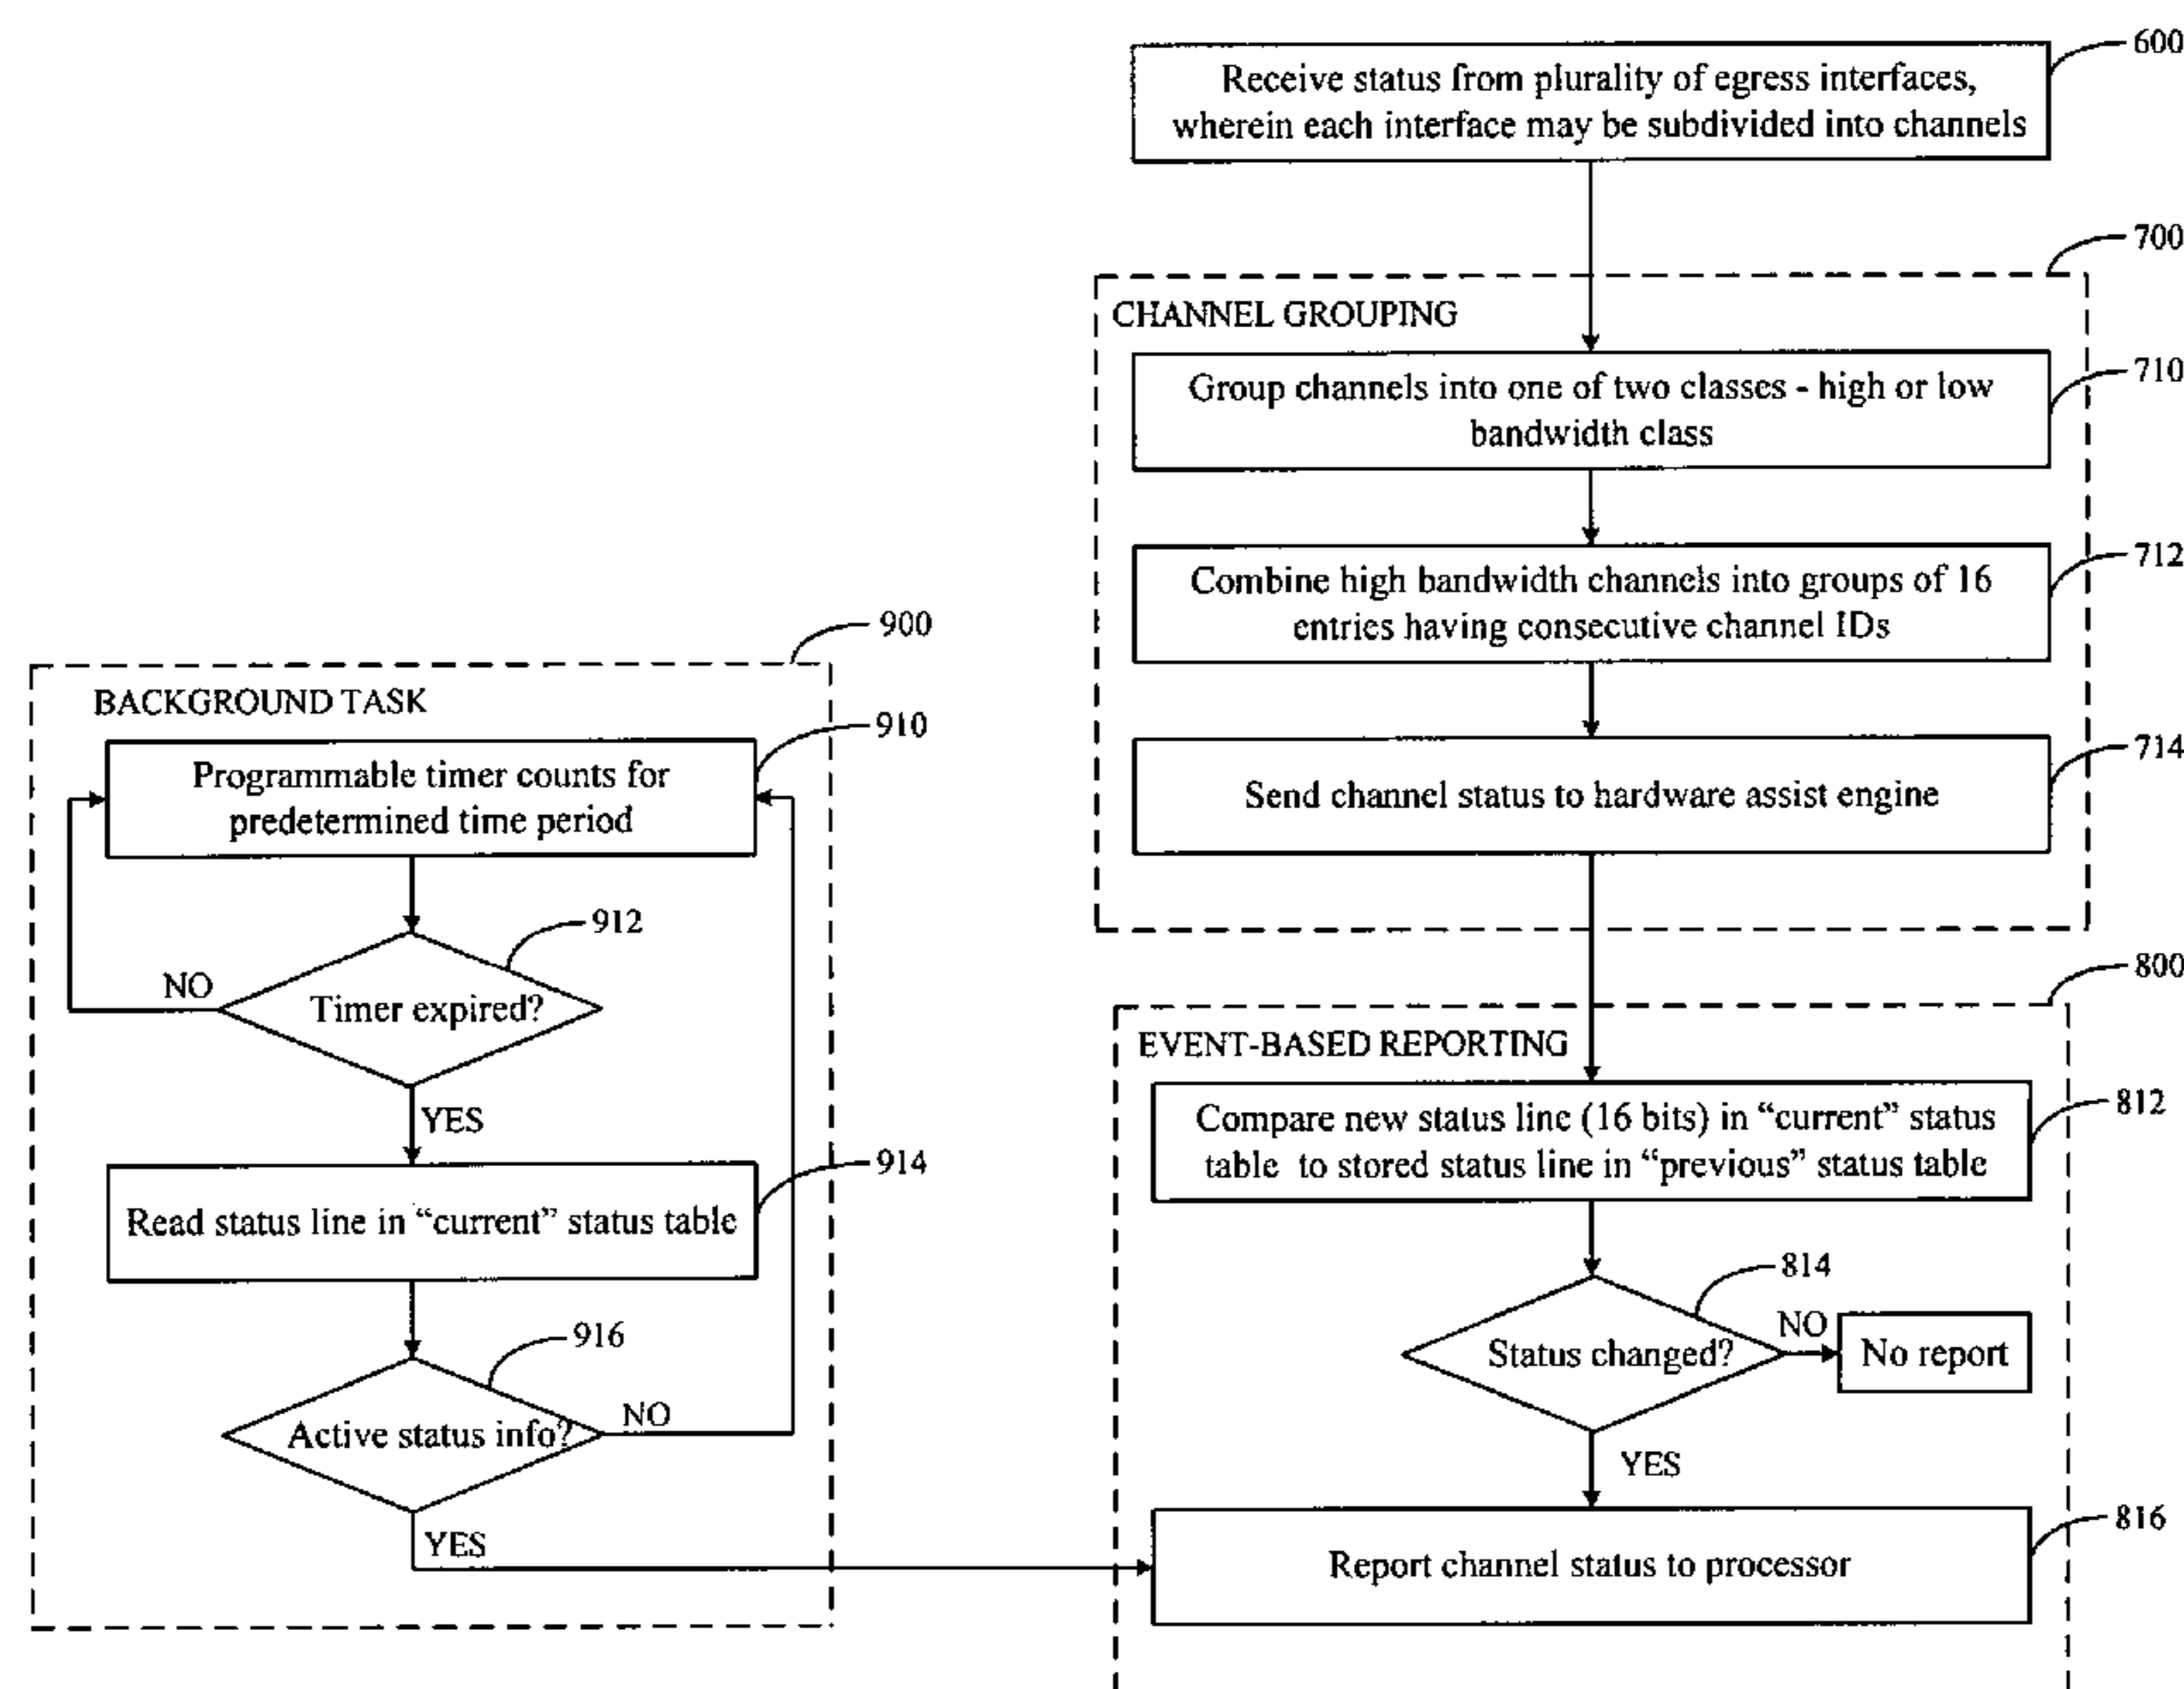 600
Receive status from plurality of egress interfaces,
wherein each interface may be subdivided into channels
700
CHANNEL GROUPING
710
Group channels into one of two classes - high or low
bandwidth class
712
Combine high bandwidth channels into groups of 16
entries having consecutive channel IDs
714
Send channel status to hardware assist engine
900
BACKGROUND TASK
910
Programmable timer counts for
predetermined time period
912
NO
Timer expired?
YES
914
Read status line in “current” status table
916
Active status info?
NO
YES
800
EVENT-BASED REPORTING
812
Compare new status line (16 bits) in “current” status
table to stored status line in “previous” status table
814
Status changed?
NO
No report
YES
816
Report channel status to processor